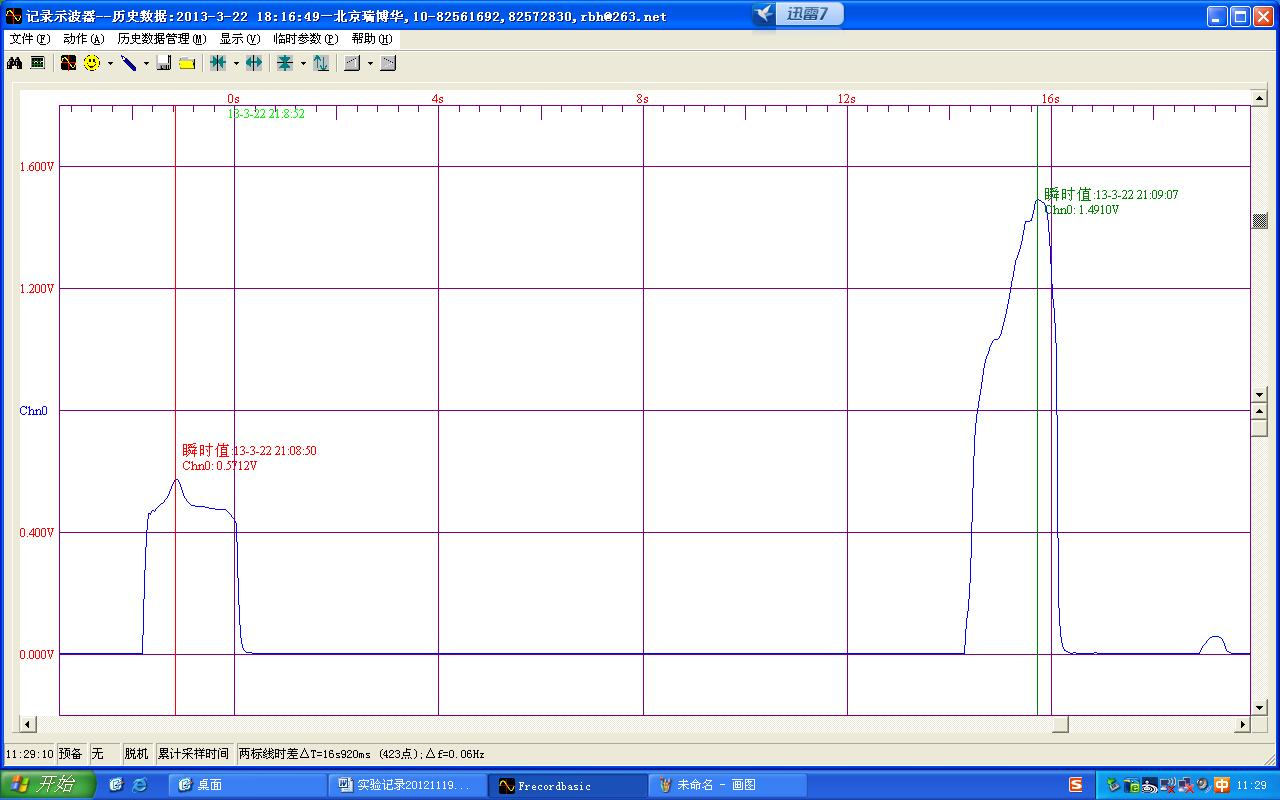 记录示波器--历史数据:2013-3-22 18:16:49－北京瑞博华,10-82561692,82572830,rbh@263.net
迅雷7
文件(F) 动作(A) 历史数据管理(M) 显示(V) 临时参数(P) 帮助(H)
0s 4s 8s 12s 16s
13-3-22 21:8:52
1.600V
瞬时值:13-3-22 21:09:07
Chn0: 1.4910V
1.200V
Chn0
瞬时值:13-3-22 21:08:50
Chn0: 0.5712V
0.400V
0.000V
11:29:10 预备 无 脱机 累计采样时间 两标线时差△T=16s920ms (423点);△f=0.06Hz
开始 桌面 实验记录20121119... Frecordbasic 未命名 - 画图 S 中 11:29